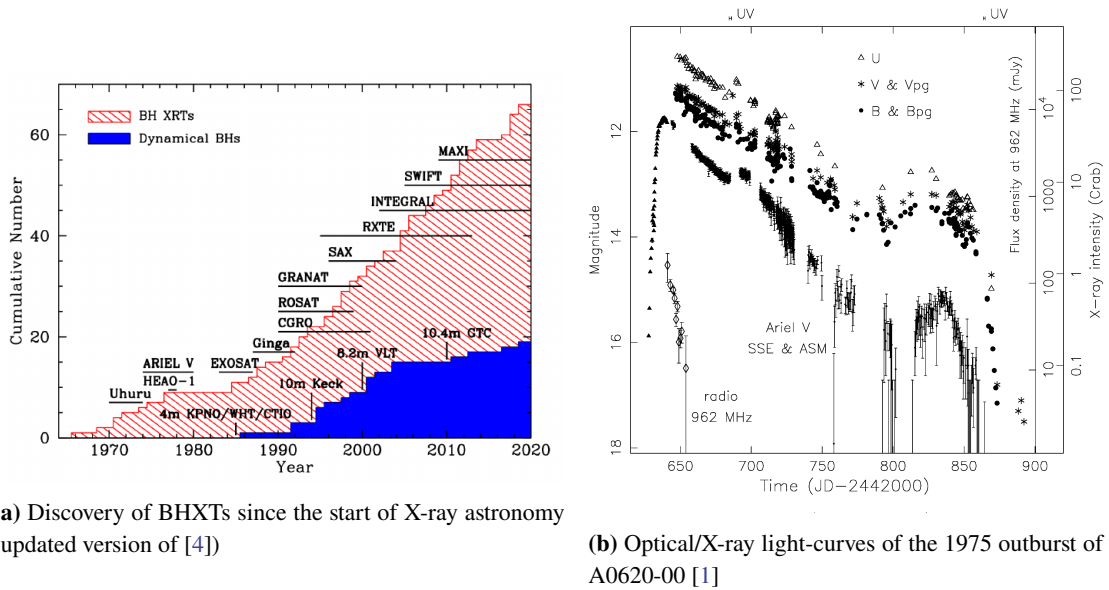 BH XRTs
Dynamical BHs
MAXI
SWIFT
INTEGRAL
RXTE
SAX
GRANAT
ROSAT
CGRO
10.4m GTC
Ginga
8.2m VLT
ARIEL V
EXOSAT
HEAO-1
10m Keck
Uhuru
4m KPNO/WHT/CTIO
Cumulative Number
60
40
20
0
1970 1980 1990 2000 2010 2020
Year
a) Discovery of BHXTs since the start of X-ray astronomy
updated version of [4])
H UV
H UV
U
V & Vpg
B & Bpg
Magnitude
12
14
16
18
Flux density at 962 MHz (mJy)
10⁴
1000
100
10
X-ray intensity (Crab)
100
10
1
0.1
Ariel V
SSE & ASM
radio
962 MHz
650 700 750 800 850 900
Time (JD-2442000)
(b) Optical/X-ray light-curves of the 1975 outburst of
A0620-00 [1]